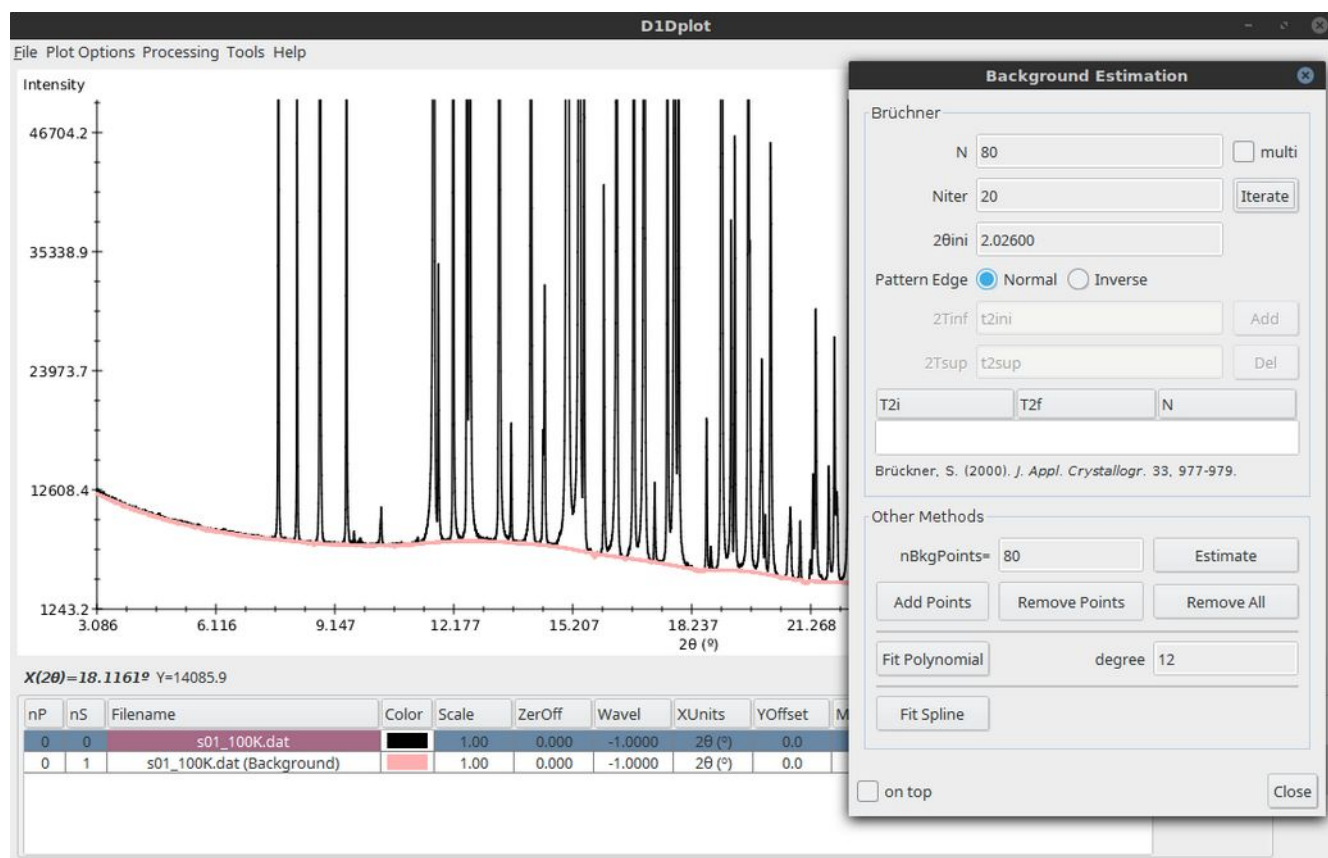 D1Dplot
File Plot Options Processing Tools Help
Intensity
46704.2
35338.9
23973.7
12608.4
1243.2
3.086 6.116 9.147 12.177 15.207 18.237 21.268
2θ (º)
X(2θ)=18.1161º Y=14085.9
nP nS Filename Color Scale ZerOff Wavel XUnits YOffset M
0 0 s01_100K.dat 1.00 0.000 -1.0000 2θ (º) 0.0
0 1 s01_100K.dat (Background) 1.00 0.000 -1.0000 2θ (º) 0.0
Background Estimation
Brüchner
N 80 multi
Niter 20 Iterate
2θini 2.02600
Pattern Edge Normal Inverse
2Tinf t2ini Add
2Tsup t2sup Del
T2i T2f N
Brückner, S. (2000). J. Appl. Crystallogr. 33, 977-979.
Other Methods
nBkgPoints= 80 Estimate
Add Points Remove Points Remove All
Fit Polynomial degree 12
Fit Spline
on top Close